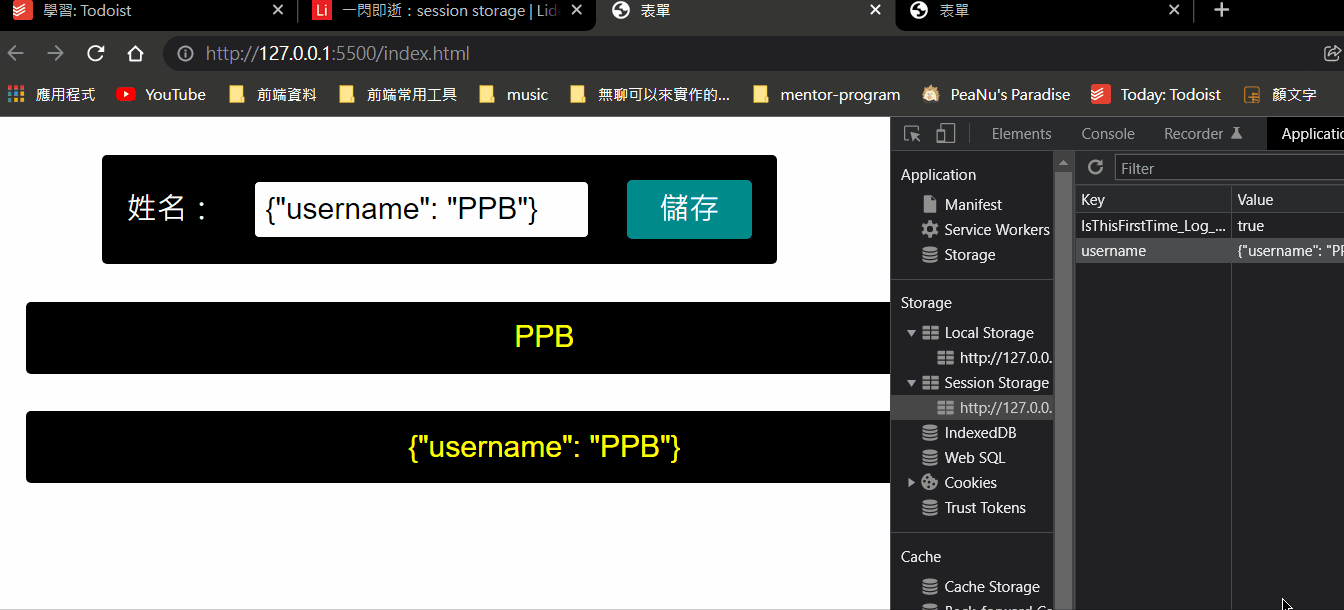 學習: Todoist
一閃即逝：session storage | Lid
表單
表單
http://127.0.0.1:5500/index.html
應用程式
YouTube
前端資料
前端常用工具
music
無聊可以來實作的...
mentor-program
PeaNu's Paradise
Today: Todoist
顏文字
姓名：
{"username": "PPB"}
儲存
PPB
{"username": "PPB"}
Elements
Console
Recorder
Applicatio
Application
Manifest
Service Workers
Storage
Storage
Local Storage
http://127.0.0.
Session Storage
http://127.0.0.
IndexedDB
Web SQL
Cookies
Trust Tokens
Cache
Cache Storage
Filter
Key
Value
IsThisFirstTime_Log_...
true
username
{"username": "PP